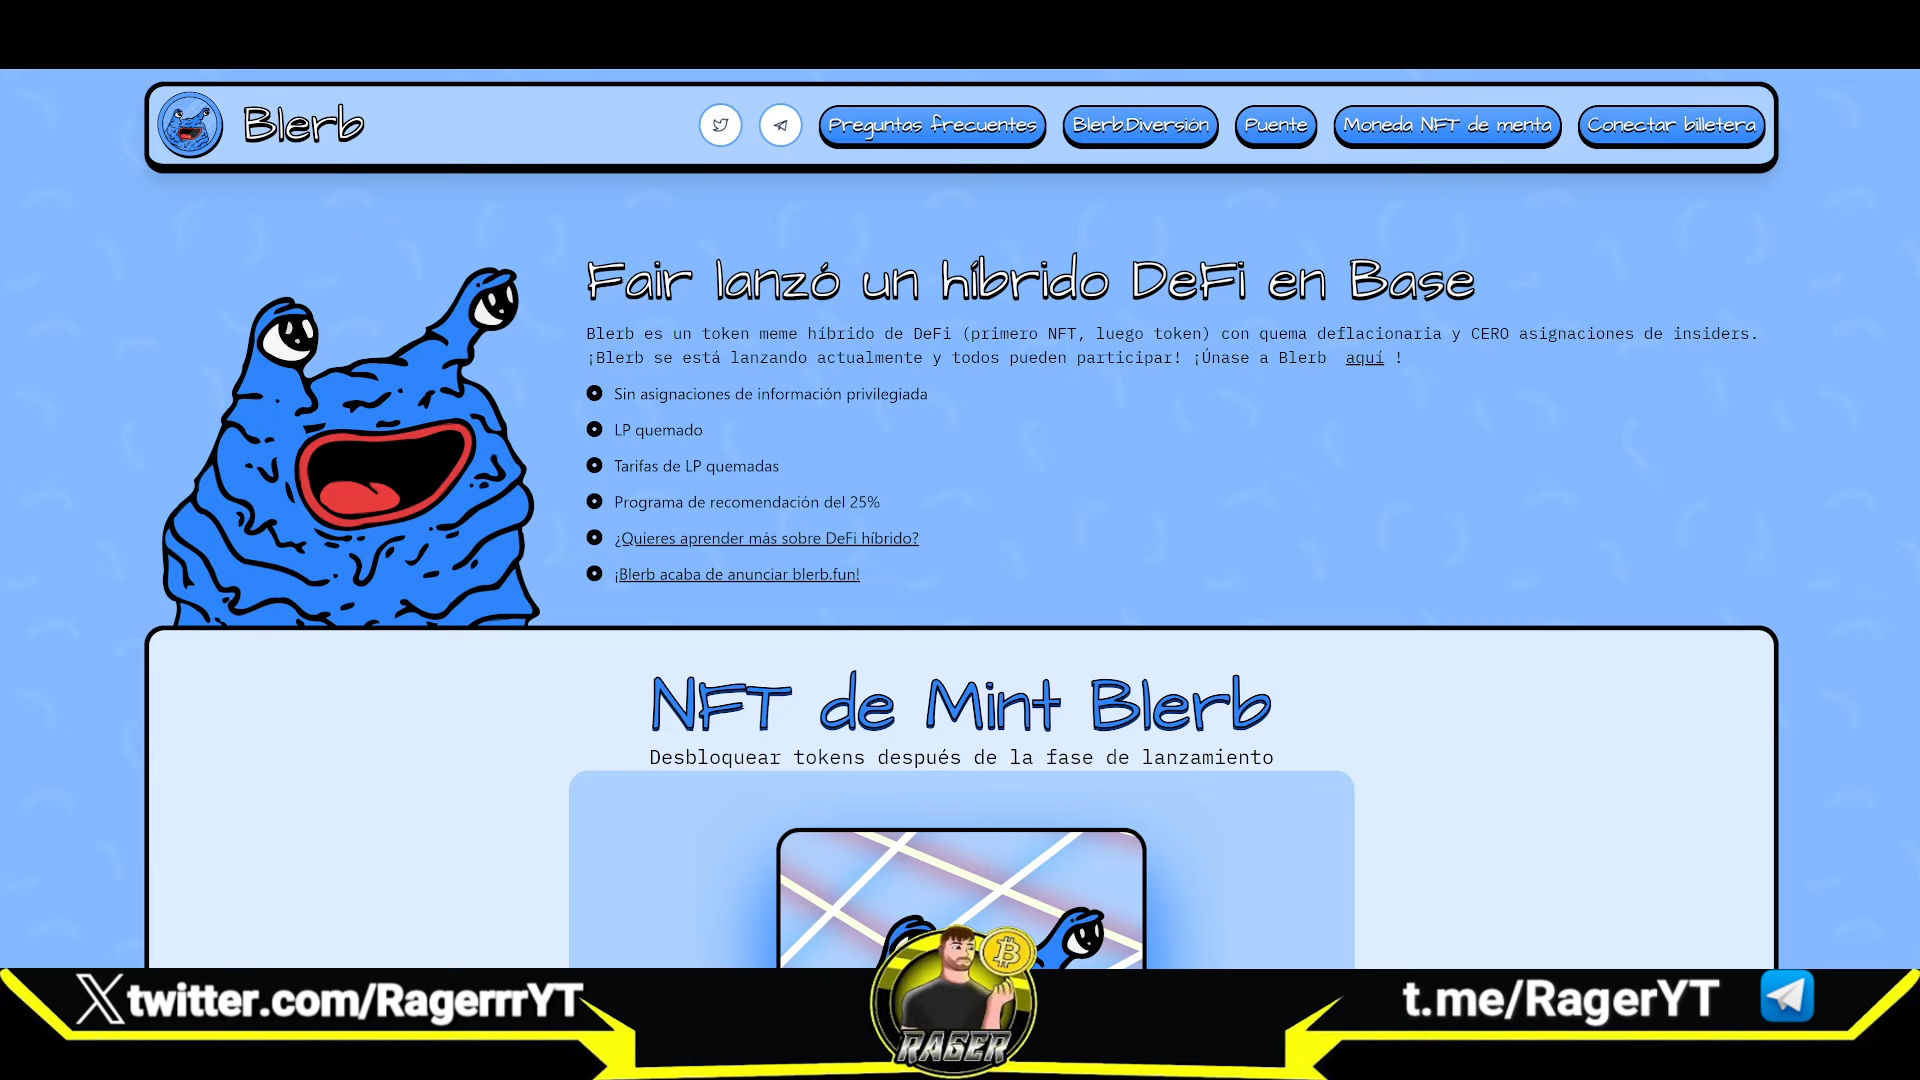 Blerb
Preguntas frecuentes
Blerb.Diversión
Puente
Moneda NFT de menta
Conectar billetera
Fair lanzó un híbrido DeFi en Base
Blerb es un token meme híbrido de DeFi (primero NFT, luego token) con quema deflacionaria y CERO asignaciones de insiders.
¡Blerb se está lanzando actualmente y todos pueden participar! ¡Únase a Blerb aquí !
Sin asignaciones de información privilegiada
LP quemado
Tarifas de LP quemadas
Programa de recomendación del 25%
¿Quieres aprender más sobre DeFi híbrido?
¡Blerb acaba de anunciar blerb.fun!
NFT de Mint Blerb
Desbloquear tokens después de la fase de lanzamiento
twitter.com/RagerrrYT
RAGER
t.me/RagerYT